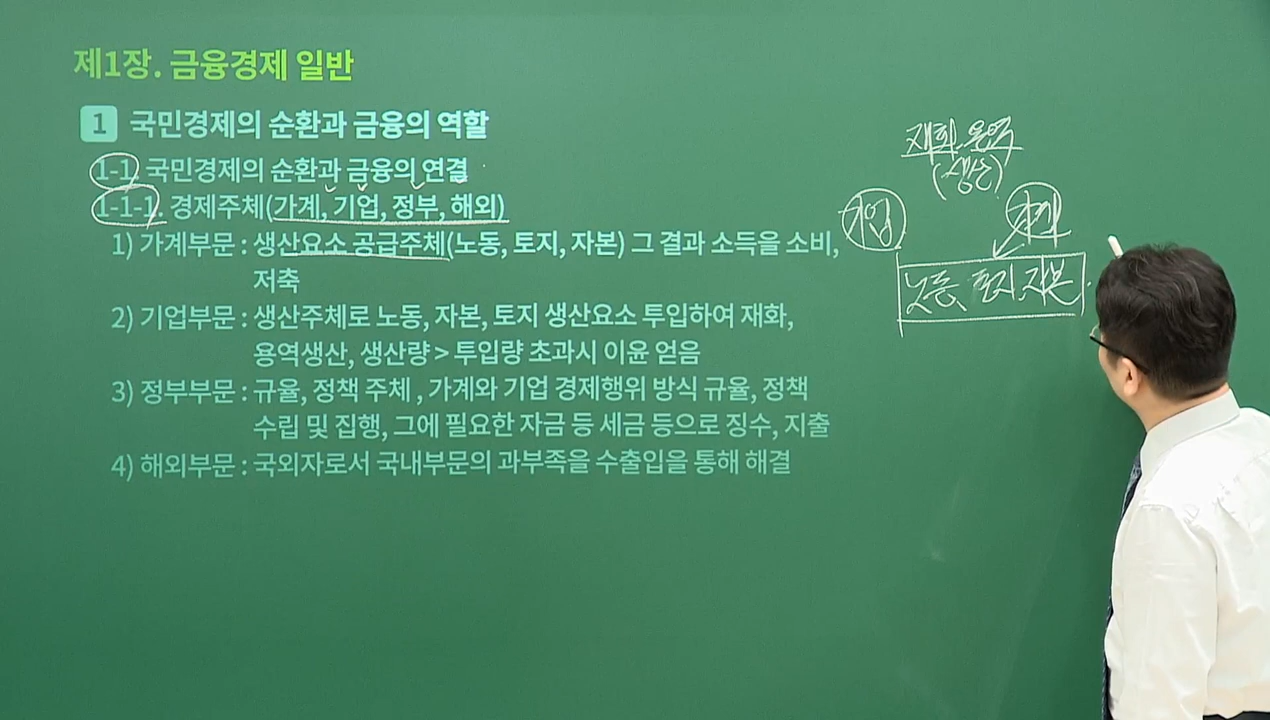 제1장. 금융경제 일반
1 국민경제의 순환과 금융의 역할
1-1. 국민경제의 순환과 금융의 연결
1-1-1. 경제주체(가계, 기업, 정부, 해외)
1) 가계부문 : 생산요소 공급주체(노동, 토지, 자본) 그 결과 소득을 소비,
저축
2) 기업부문 : 생산주체로 노동, 자본, 토지 생산요소 투입하여 재화,
용역생산, 생산량 > 투입량 초과시 이윤 얻음
3) 정부부문 : 규율, 정책 주체 , 가계와 기업 경제행위 방식 규율, 정책
수립 및 집행, 그에 필요한 자금 등 세금 등으로 징수, 지출
4) 해외부문 : 국외자로서 국내부문의 과부족을 수출입을 통해 해결
재화. 용역
(생산)
기업 가계
노동, 토지, 자본